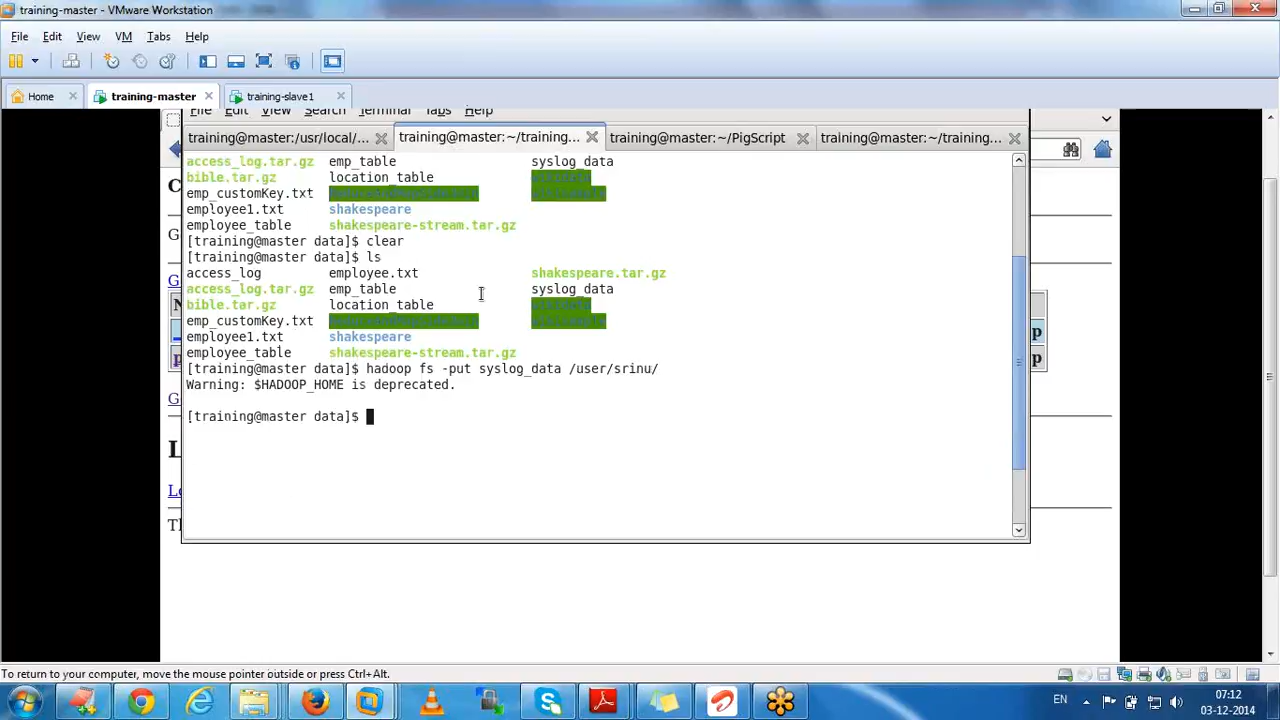 training-master - VMware Workstation
File Edit View VM Tabs Help
Home training-master training-slave1
File Edit View Search Terminal Tabs Help
training@master:/usr/local/... training@master:~/training... training@master:~/PigScript training@master:~/training...
access_log.tar.gz emp_table syslog_data
bible.tar.gz location_table
emp_customKey.txt
employee1.txt shakespeare
employee_table shakespeare-stream.tar.gz
[training@master data]$ clear
[training@master data]$ ls
access_log employee.txt shakespeare.tar.gz
access_log.tar.gz emp_table syslog_data
bible.tar.gz location_table
emp_customKey.txt
employee1.txt shakespeare
employee_table shakespeare-stream.tar.gz
[training@master data]$ hadoop fs -put syslog_data /user/srinu/
Warning: $HADOOP_HOME is deprecated.
[training@master data]$
To return to your computer, move the mouse pointer outside or press Ctrl+Alt.
EN
07:12
03-12-2014